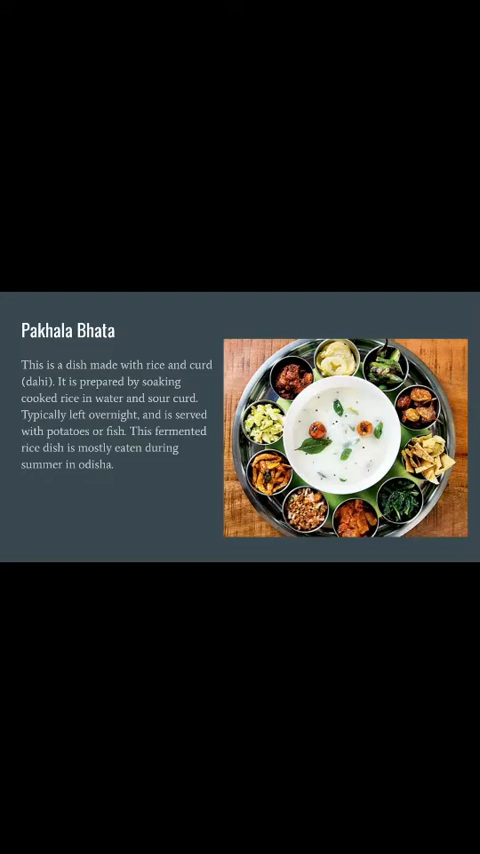 Pakhala Bhata
This is a dish made with rice and curd
(dahi). It is prepared by soaking
cooked rice in water and sour curd.
Typically left overnight, and is served
with potatoes or fish. This fermented
rice dish is mostly eaten during
summer in odisha.